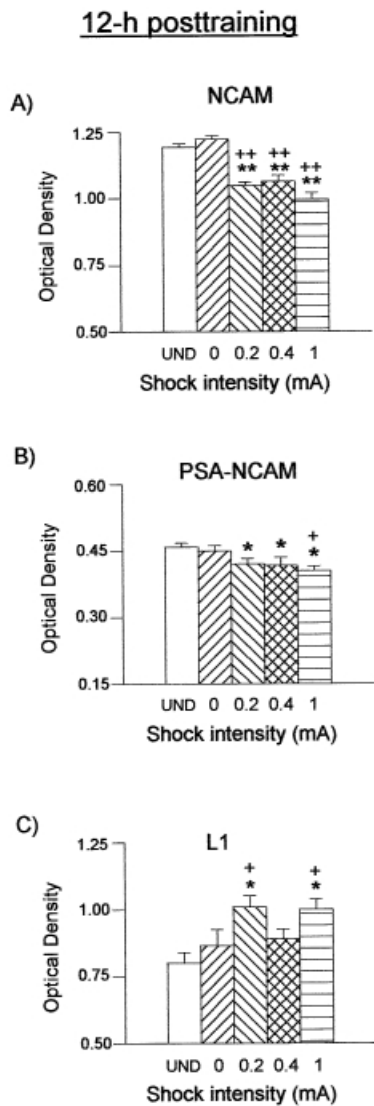 12-h posttraining
A)
NCAM
Optical Density
1.25
1.00
0.75
0.50
++ ++ ++
** ** **
UND 0 0.2 0.4 1
Shock intensity (mA)
B)
PSA-NCAM
Optical Density
0.60
0.45
0.30
0.15
+
* * *
UND 0 0.2 0.4 1
Shock intensity (mA)
C)
L1
Optical Density
1.25
1.00
0.75
0.50
+ +
* *
UND 0 0.2 0.4 1
Shock intensity (mA)